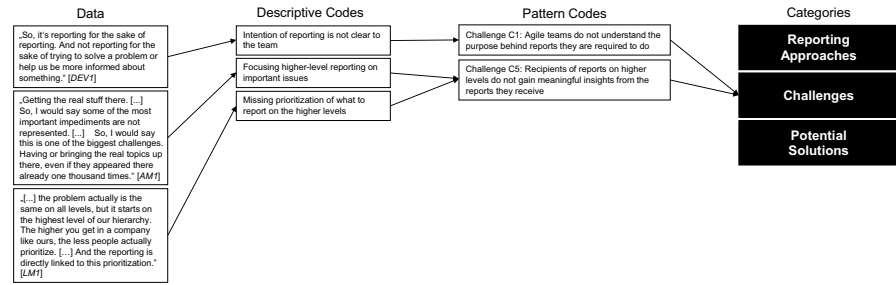 Data
Descriptive Codes
Pattern Codes
Categories
„So, it's reporting for the sake of
reporting. And not reporting for the
sake of trying to solve a problem or
help us be more informed about
something.“ [DEV1]
„Getting the real stuff there. [...]
So, I would say some of the most
important impediments are not
represented. [...] So, I would say
this is one of the biggest challenges.
Having or bringing the real topics up
there, even if they appeared there
already one thousand times.“ [AM1]
„[...] the problem actually is the
same on all levels, but it starts on
the highest level of our hierarchy.
The higher you get in a company
like ours, the less people actually
prioritize. [...] And the reporting is
directly linked to this prioritization.”
[LM1]
Intention of reporting is not clear to
the team
Focusing higher-level reporting on
important issues
Missing prioritization of what to
report on the higher levels
Challenge C1: Agile teams do not understand the
purpose behind reports they are required to do
Challenge C5: Recipients of reports on higher
levels do not gain meaningful insights from the
reports they receive
Reporting
Approaches
Challenges
Potential
Solutions